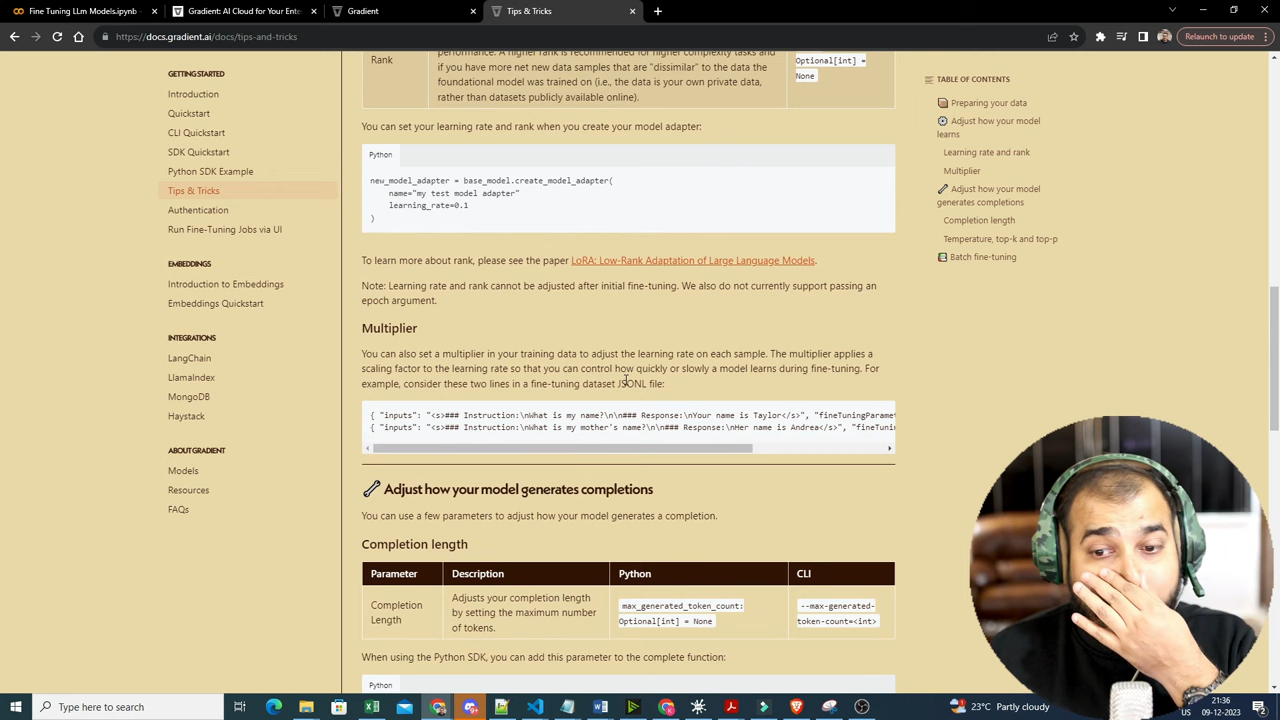 Fine Tuning LLm Models.ipynb
Gradient: AI Cloud for Your Ente
Gradient
Tips & Tricks
https://docs.gradient.ai/docs/tips-and-tricks
Relaunch to update
GETTING STARTED
Introduction
Quickstart
CLI Quickstart
SDK Quickstart
Python SDK Example
Tips & Tricks
Authentication
Run Fine-Tuning Jobs via UI
EMBEDDINGS
Introduction to Embeddings
Embeddings Quickstart
INTEGRATIONS
LangChain
LlamaIndex
MongoDB
Haystack
ABOUT GRADIENT
Models
Resources
FAQs
Rank
performance. A higher rank is recommended for higher complexity tasks and
if you have more net new data samples that are "dissimilar" to the data the
foundational model was trained on (i.e., the data is your own private data,
rather than datasets publicly available online).
Optional[int] =
None
You can set your learning rate and rank when you create your model adapter:
Python
new_model_adapter = base_model.create_model_adapter(
name="my test model adapter"
learning_rate=0.1
)
To learn more about rank, please see the paper LoRA: Low-Rank Adaptation of Large Language Models.
Note: Learning rate and rank cannot be adjusted after initial fine-tuning. We also do not currently support passing an
epoch argument.
Multiplier
You can also set a multiplier in your training data to adjust the learning rate on each sample. The multiplier applies a
scaling factor to the learning rate so that you can control how quickly or slowly a model learns during fine-tuning. For
example, consider these two lines in a fine-tuning dataset JSONL file:
{ "inputs": "<s>### Instruction:\nWhat is my name?\n\n### Response:\nYour name is Taylor</s>", "fineTuningParamet
{ "inputs": "<s>### Instruction:\nWhat is my mother's name?\n\n### Response:\nHer name is Andrea</s>", "fineTunin
Adjust how your model generates completions
You can use a few parameters to adjust how your model generates a completion.
Completion length
Parameter Description Python CLI
Completion
Length
Adjusts your completion length
by setting the maximum number
of tokens.
max_generated_token_count:
Optional[int] = None
--max-generated-
token-count=<int>
When using the Python SDK, you can add this parameter to the complete function:
Python
TABLE OF CONTENTS
Preparing your data
Adjust how your model
learns
Learning rate and rank
Multiplier
Adjust how your model
generates completions
Completion length
Temperature, top-k and top-p
Batch fine-tuning
Type here to search
23°C Partly cloudy
US
21:36
09-12-2023